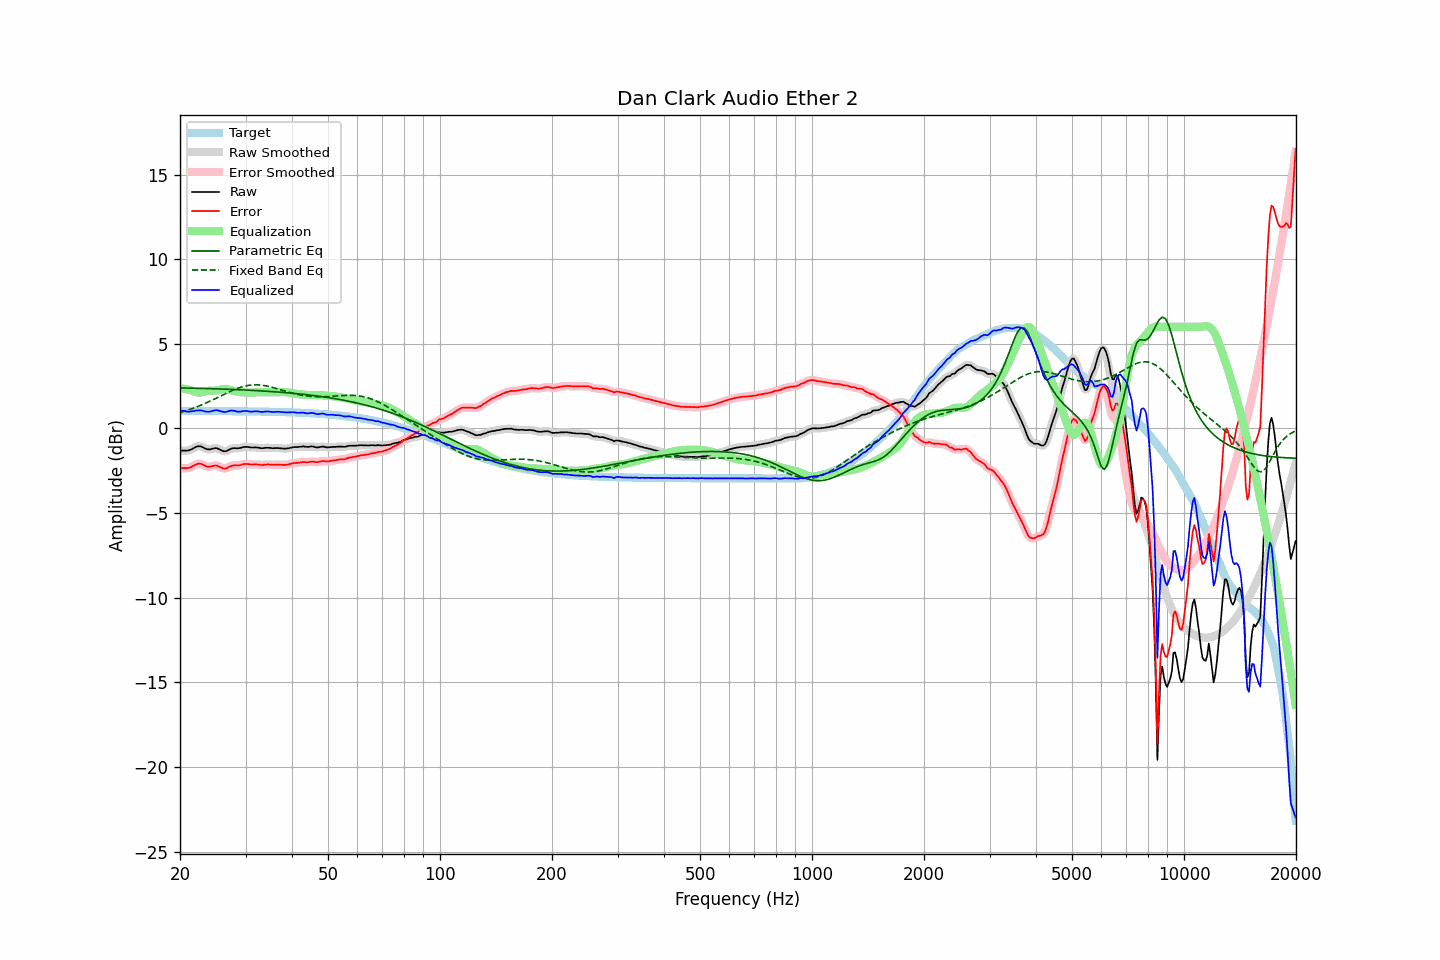 Dan Clark Audio Ether 2
Target
Raw Smoothed
Error Smoothed
Raw
Error
Equalization
Parametric Eq
Fixed Band Eq
Equalized
Amplitude (dBr)
15
10
5
0
−5
−10
−15
−20
−25
20 50 100 200 500 1000 2000 5000 10000 20000
Frequency (Hz)